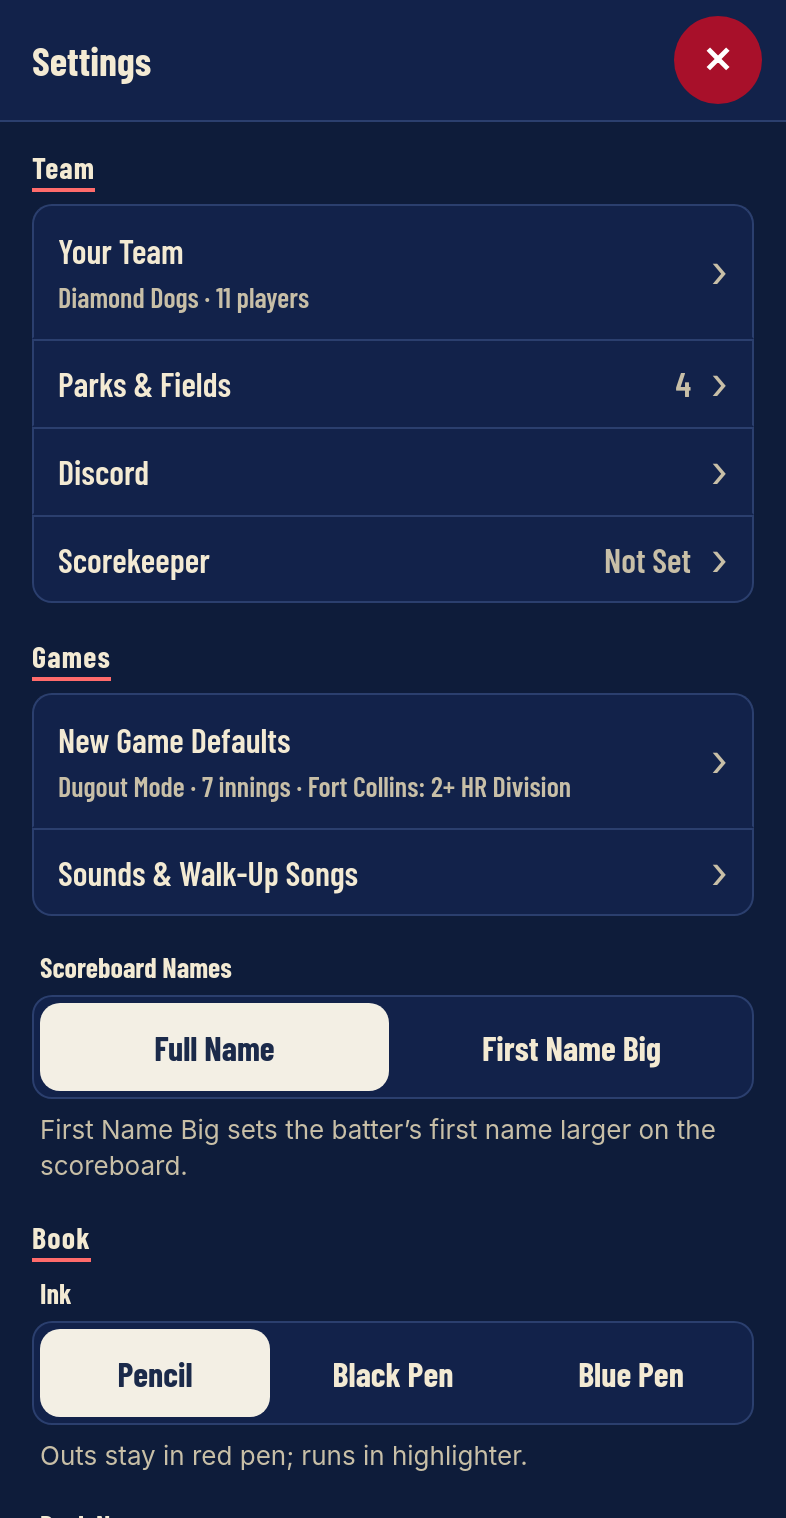 Settings
Team
Your Team
Diamond Dogs · 11 players
Parks & Fields 4
Discord
Scorekeeper Not Set
Games
New Game Defaults
Dugout Mode · 7 innings · Fort Collins: 2+ HR Division
Sounds & Walk-Up Songs
Scoreboard Names
Full Name First Name Big
First Name Big sets the batter’s first name larger on the
scoreboard.
Book
Ink
Pencil Black Pen Blue Pen
Outs stay in red pen; runs in highlighter.